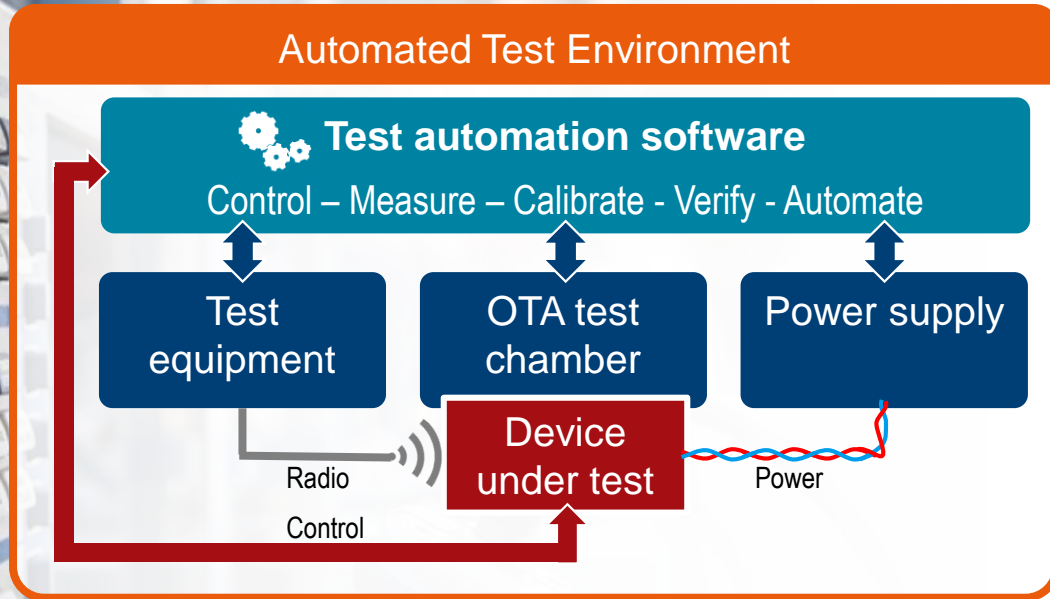 Automated Test Environment
Test automation software
Control – Measure – Calibrate - Verify - Automate
Test
equipment
OTA test
chamber
Power supply
Device
under test
Radio
Power
Control